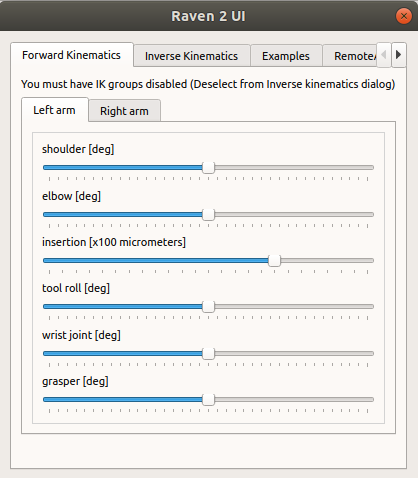 Raven 2 UI
Forward Kinematics Inverse Kinematics Examples RemoteA
You must have IK groups disabled (Deselect from Inverse kinematics dialog)
Left arm Right arm
shoulder [deg]
elbow [deg]
insertion [x100 micrometers]
tool roll [deg]
wrist joint [deg]
grasper [deg]